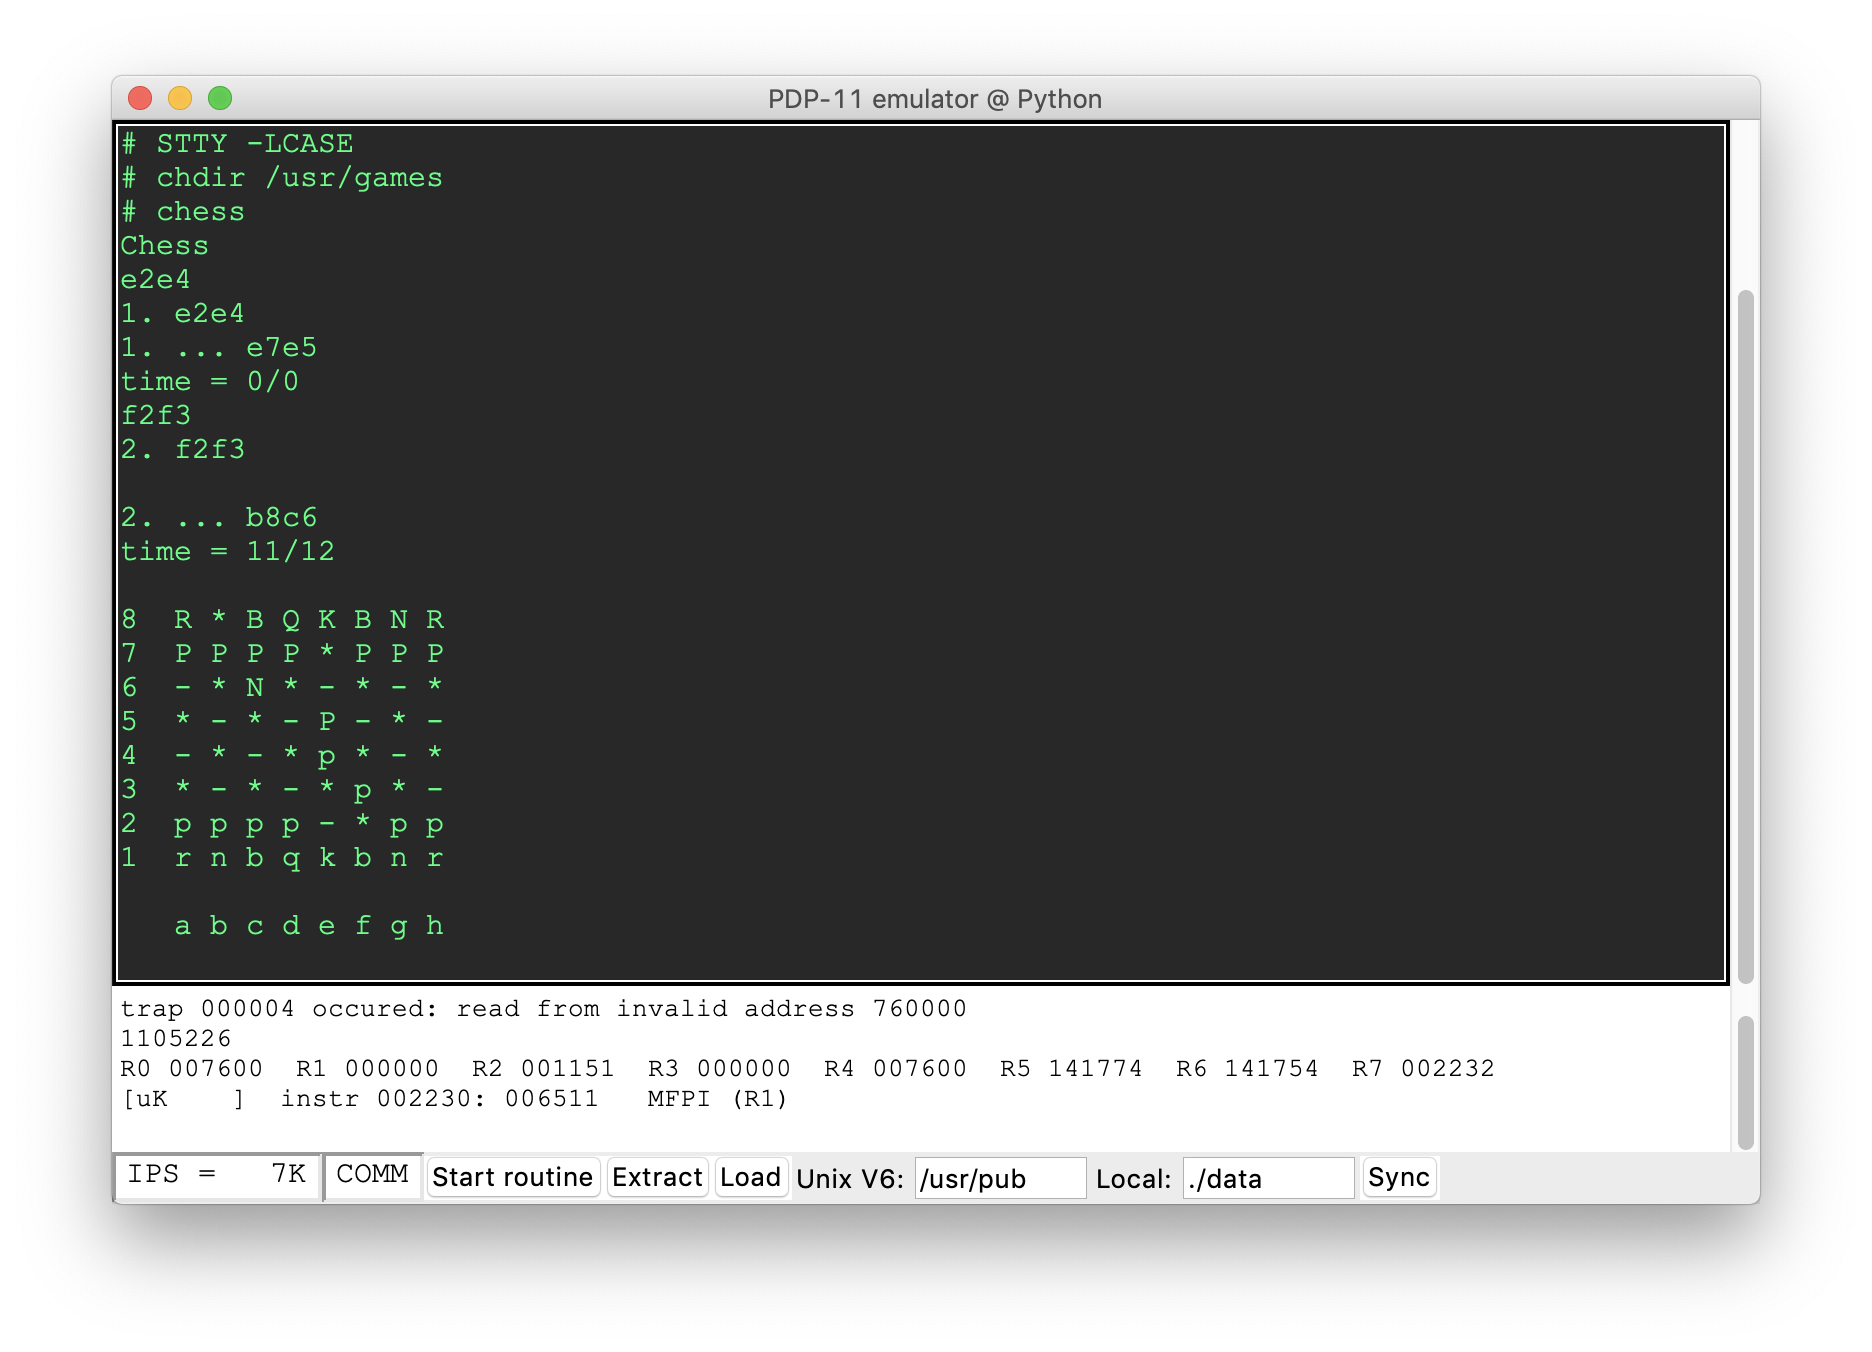 PDP-11 emulator @ Python
# STTY -LCASE
# chdir /usr/games
# chess
Chess
e2e4
1. e2e4
1. ... e7e5
time = 0/0
f2f3
2. f2f3
2. ... b8c6
time = 11/12
8  R * B Q K B N R
7  P P P P * P P P
6  - * N * - * - *
5  * - * - P - * -
4  - * - * p * - *
3  * - * - * p * -
2  p p p p - * p p
1  r n b q k b n r
   a b c d e f g h
trap 000004 occured: read from invalid address 760000
1105226
R0 007600  R1 000000  R2 001151  R3 000000  R4 007600  R5 141774  R6 141754  R7 002232
[uK    ]  instr 002230: 006511   MFPI (R1)
IPS =   7K COMM Start routine Extract Load Unix V6: /usr/pub Local: ./data Sync